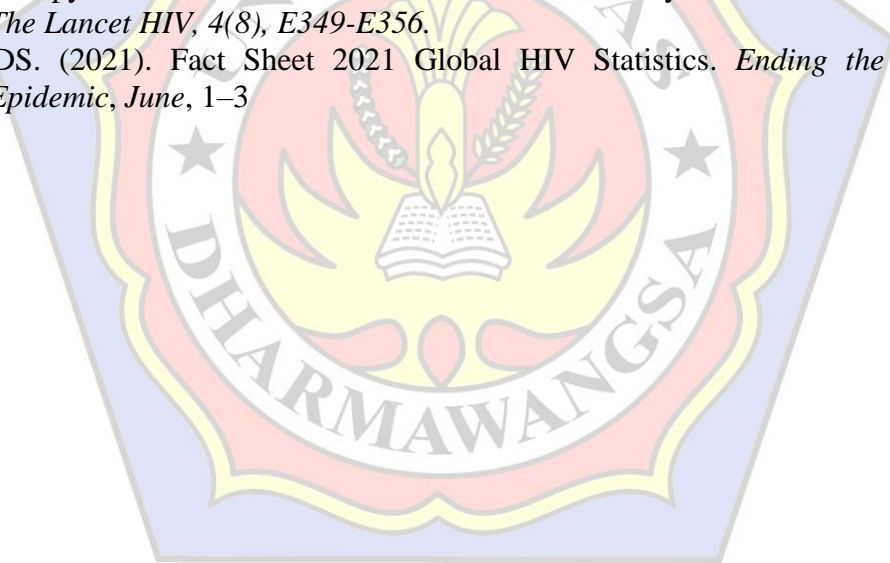 The Lancet HIV, 4(8), E349-E356.
DS. (2021). Fact Sheet 2021 Global HIV Statistics. Ending the
Epidemic, June, 1–3
DHARMAWANGSA